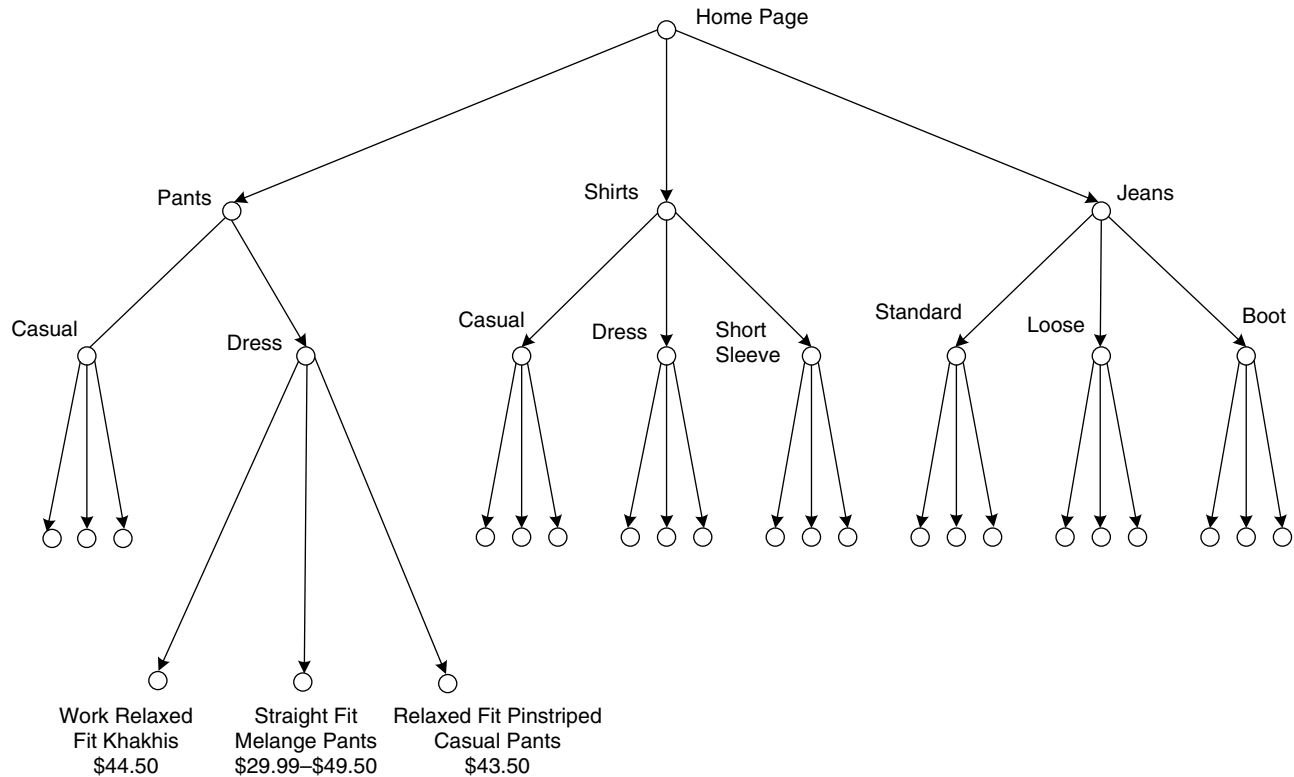 Home Page
Pants
Shirts
Jeans
Casual
Dress
Casual
Dress
Short
Sleeve
Standard
Loose
Boot
Work Relaxed
Fit Khakhis
$44.50
Straight Fit
Melange Pants
$29.99–$49.50
Relaxed Fit Pinstriped
Casual Pants
$43.50